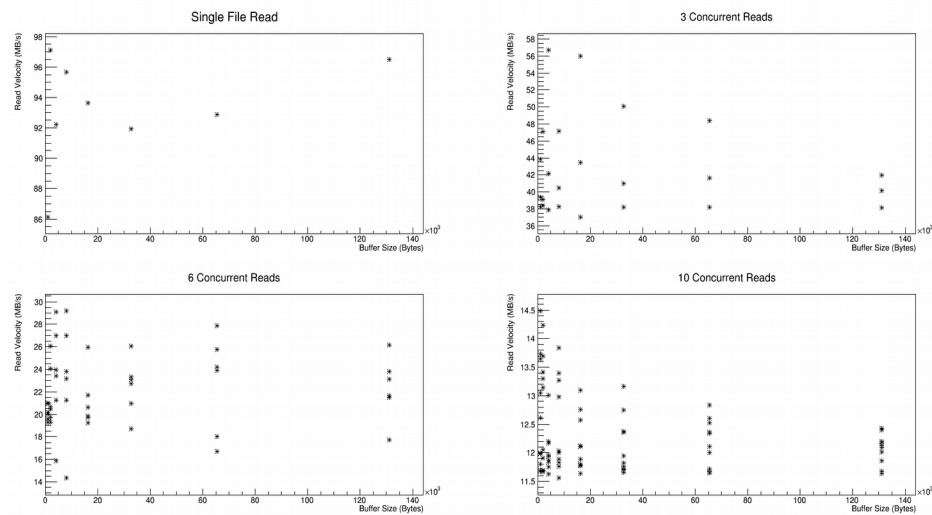 Single File Read
Read Velocity (MB/s)
98
96
94
92
90
88
86
0 20 40 60 80 100 120 140
×10³
Buffer Size (Bytes)
3 Concurrent Reads
Read Velocity (MB/s)
58
56
54
52
50
48
46
44
42
40
38
36
0 20 40 60 80 100 120 140
×10³
Buffer Size (Bytes)
6 Concurrent Reads
Read Velocity (MB/s)
30
28
26
24
22
20
18
16
14
0 20 40 60 80 100 120 140
×10³
Buffer Size (Bytes)
10 Concurrent Reads
Read Velocity (MB/s)
14.5
14
13.5
13
12.5
12
11.5
0 20 40 60 80 100 120 140
×10³
Buffer Size (Bytes)